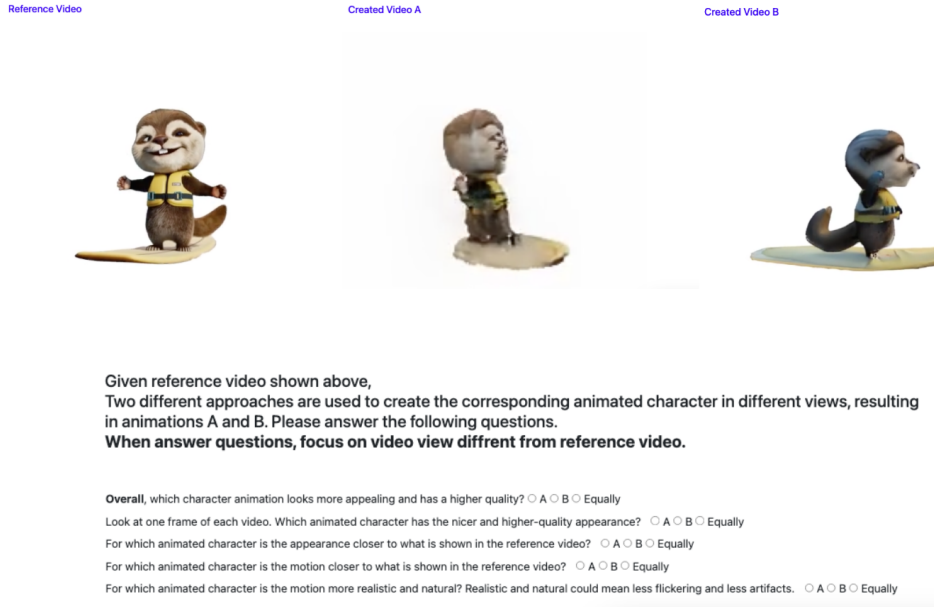 Reference Video
Created Video A
Created Video B
Given reference video shown above,
Two different approaches are used to create the corresponding animated character in different views, resulting
in animations A and B. Please answer the following questions.
When answer questions, focus on video view diffrent from reference video.
Overall, which character animation looks more appealing and has a higher quality? A B Equally
Look at one frame of each video. Which animated character has the nicer and higher-quality appearance? A B Equally
For which animated character is the appearance closer to what is shown in the reference video? A B Equally
For which animated character is the motion closer to what is shown in the reference video? A B Equally
For which animated character is the motion more realistic and natural? Realistic and natural could mean less flickering and less artifacts. A B Equally